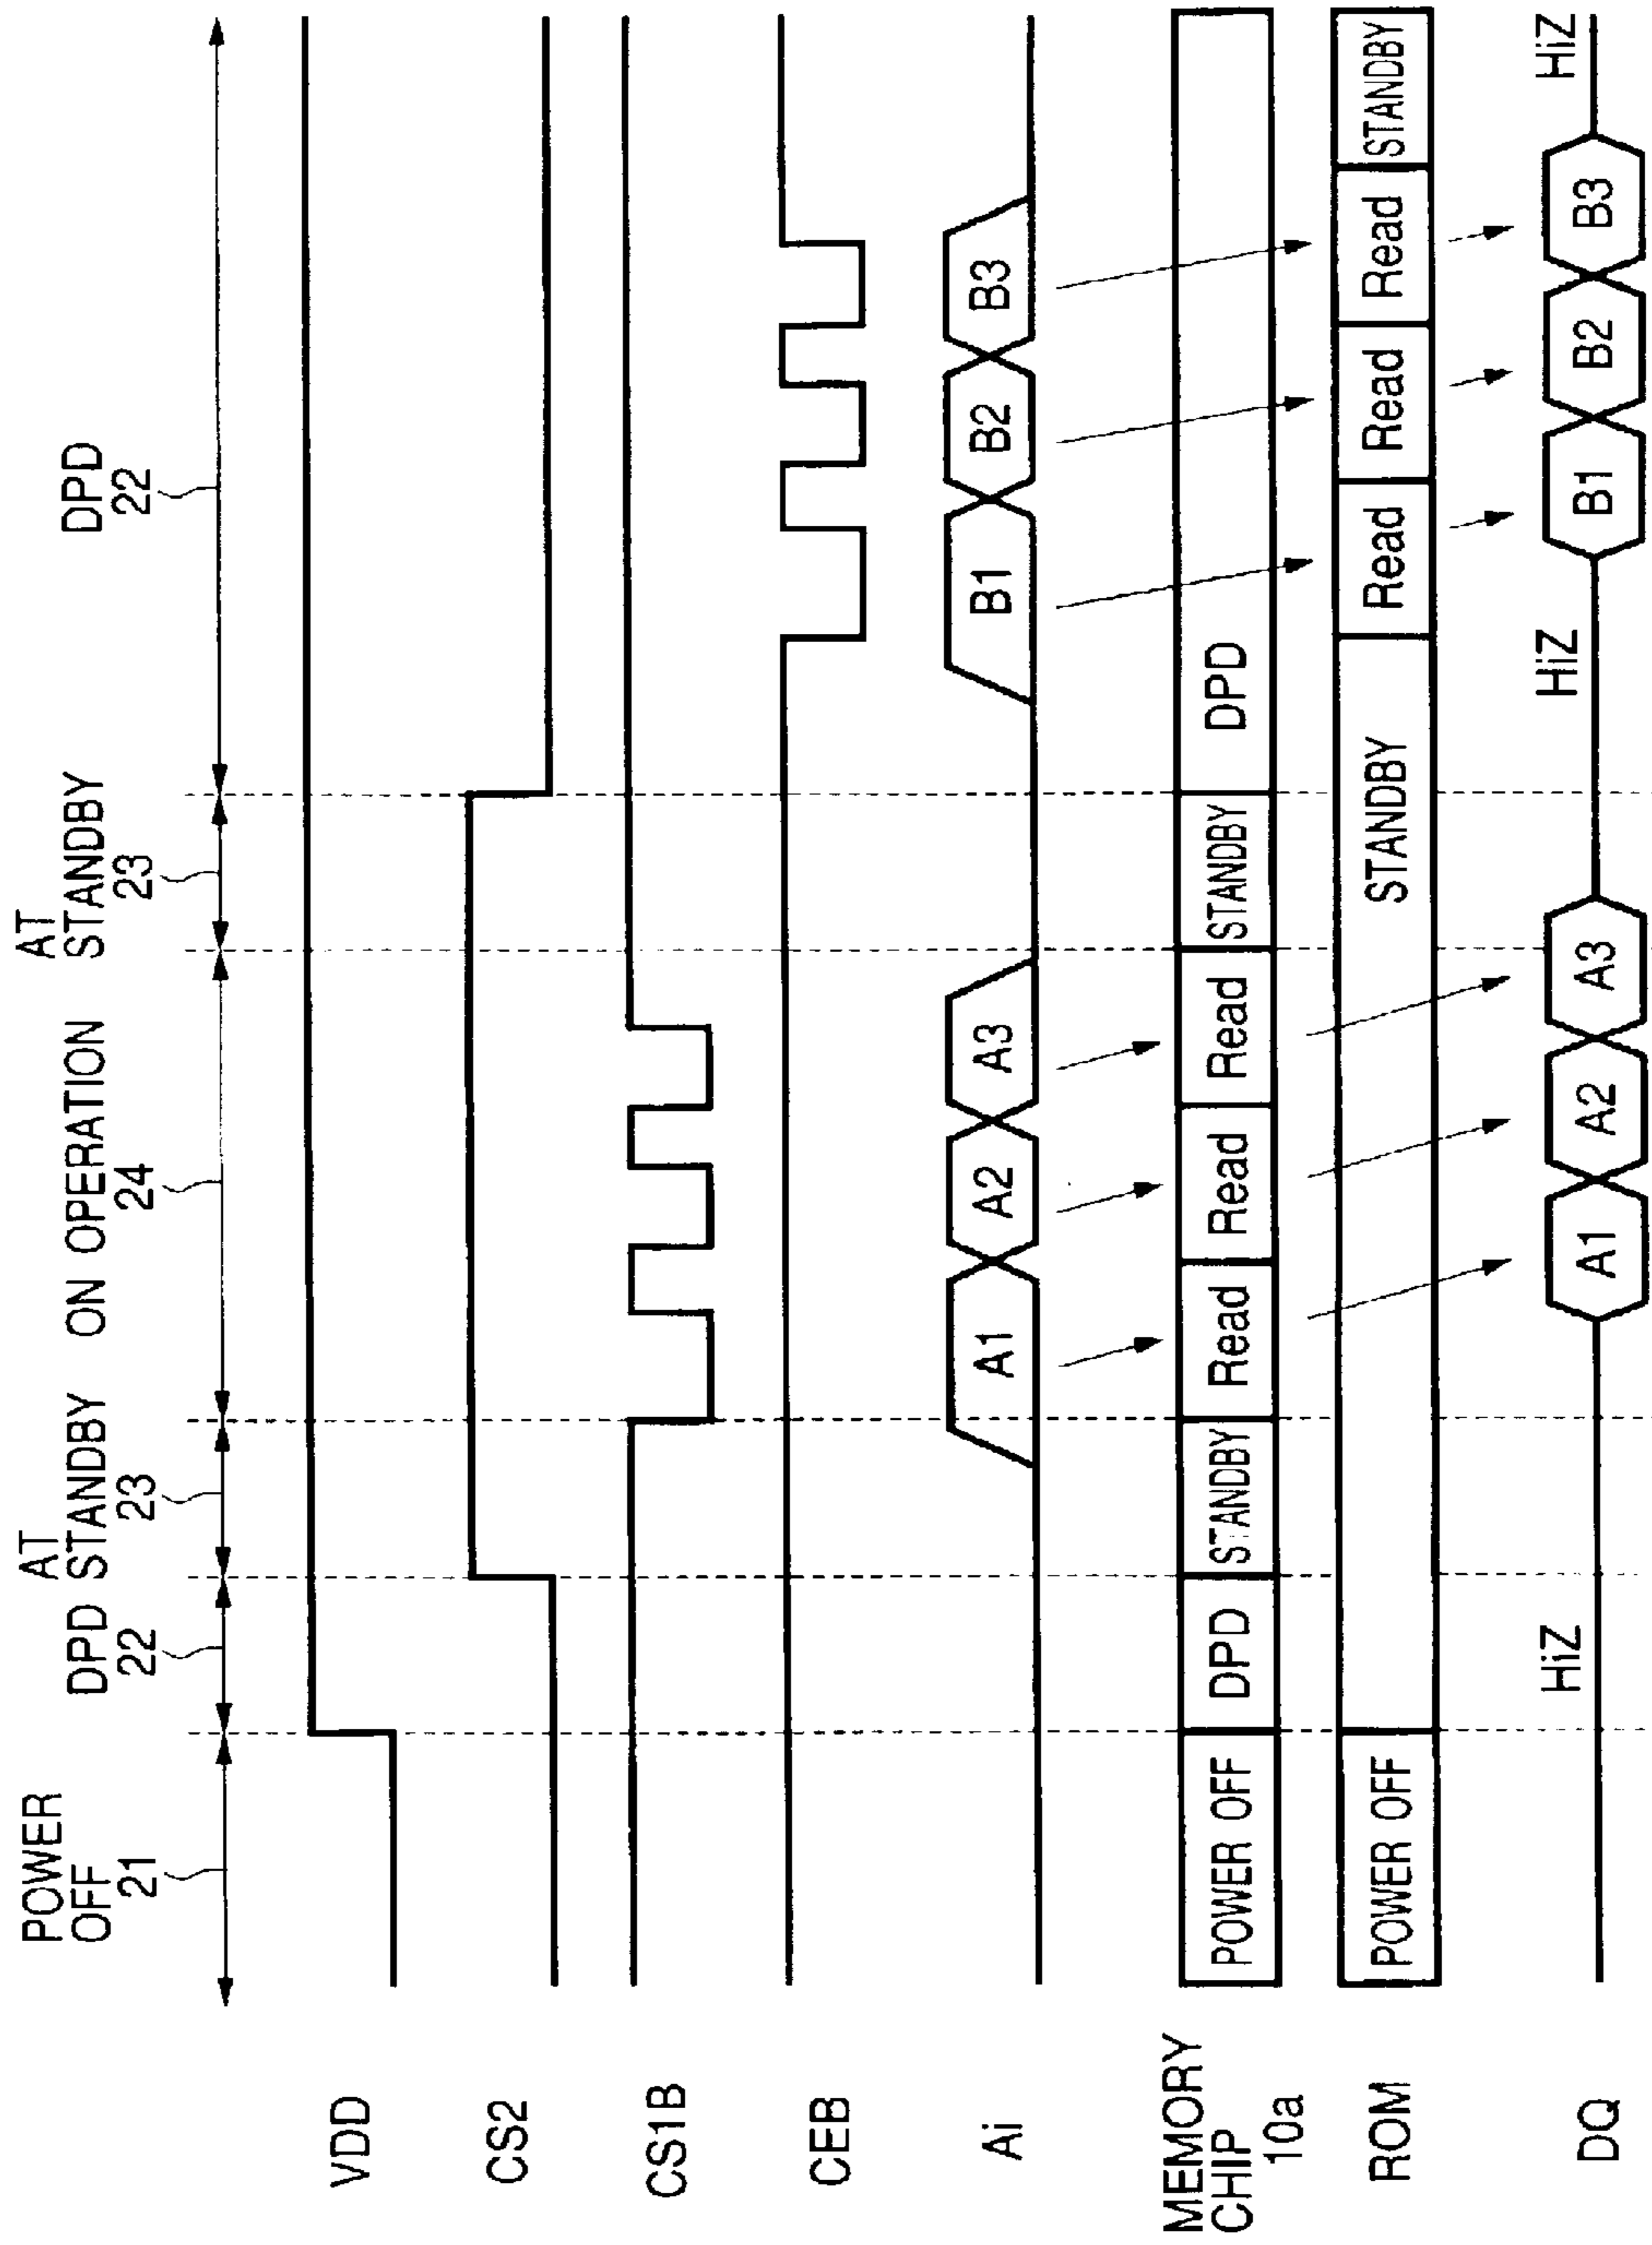 POWER
OFF
21
DPD
22
AT
STANDBY
23
ON OPERATION
24
AT
STANDBY
23
DPD
22
VDD
CS2
CS1B
CEB
Ai
A1
A2
A3
B1
B2
B3
MEMORY
CHIP
10a
POWER OFF
DPD
STANDBY
Read
Read
Read
STANDBY
DPD
ROM
POWER OFF
STANDBY
Read
Read
Read
STANDBY
DQ
HiZ
A1
A2
A3
HiZ
B1
B2
B3
HiZ